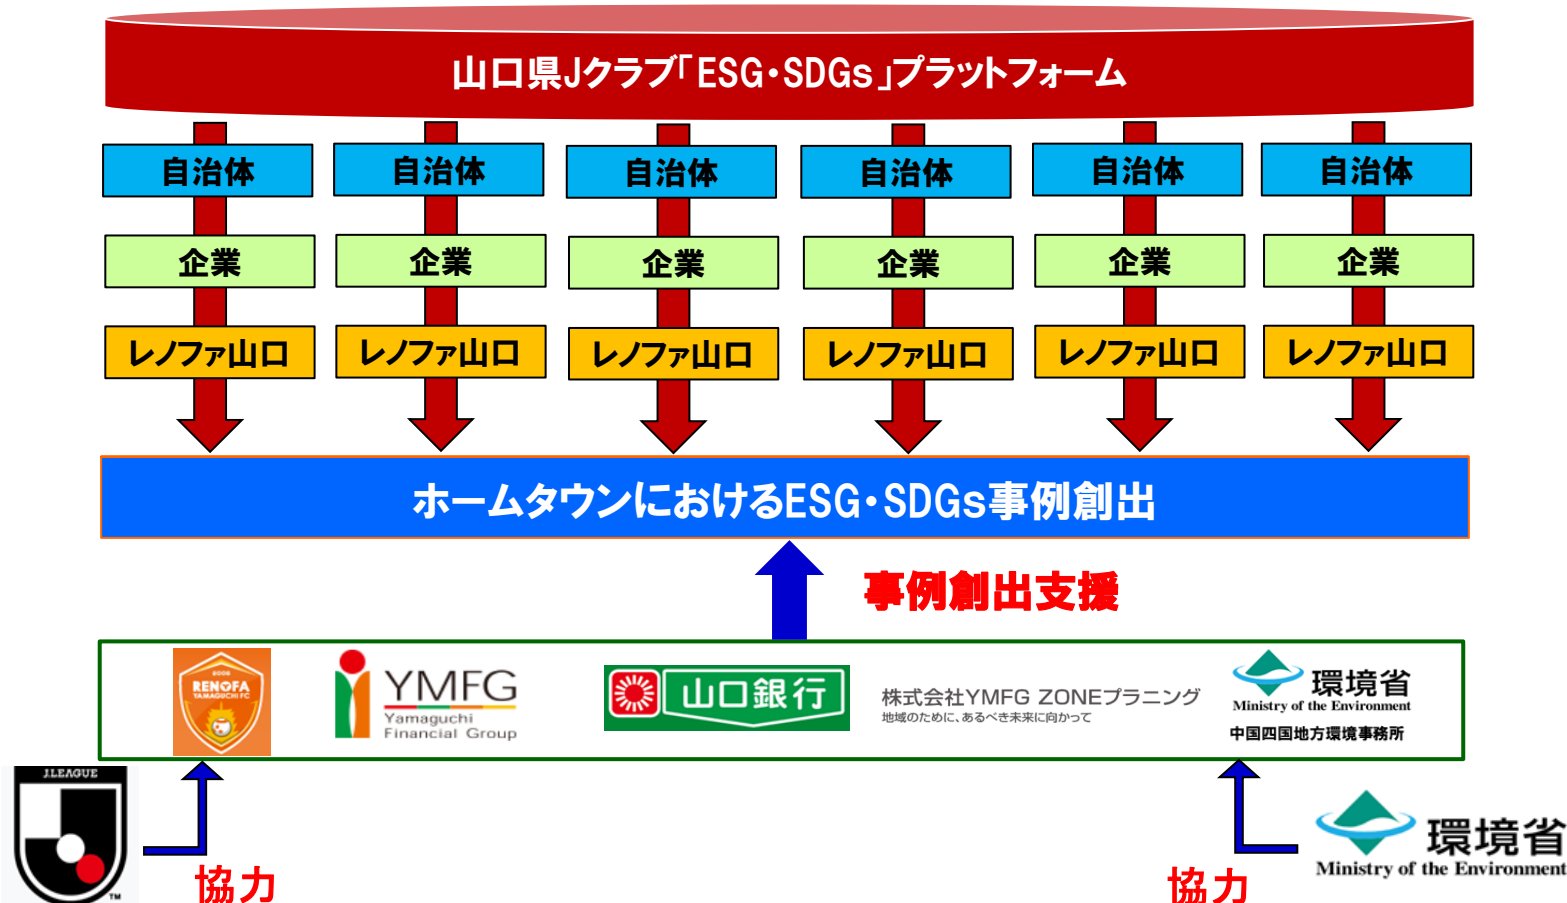 山口県Jクラブ「ESG・SDGs」プラットフォーム
自治体 自治体 自治体 自治体 自治体 自治体
企業 企業 企業 企業 企業 企業
レノファ山口 レノファ山口 レノファ山口 レノファ山口 レノファ山口 レノファ山口
ホームタウンにおけるESG・SDGs事例創出
事例創出支援
2006
RENOFA
YAMAGUCHI FC
YMFG
Yamaguchi
Financial Group
山口銀行
株式会社YMFG ZONEプラニング
地域のために、あるべき未来に向かって
環境省
Ministry of the Environment
中国四国地方環境事務所
J.LEAGUE
TM
協力
協力
環境省
Ministry of the Environment